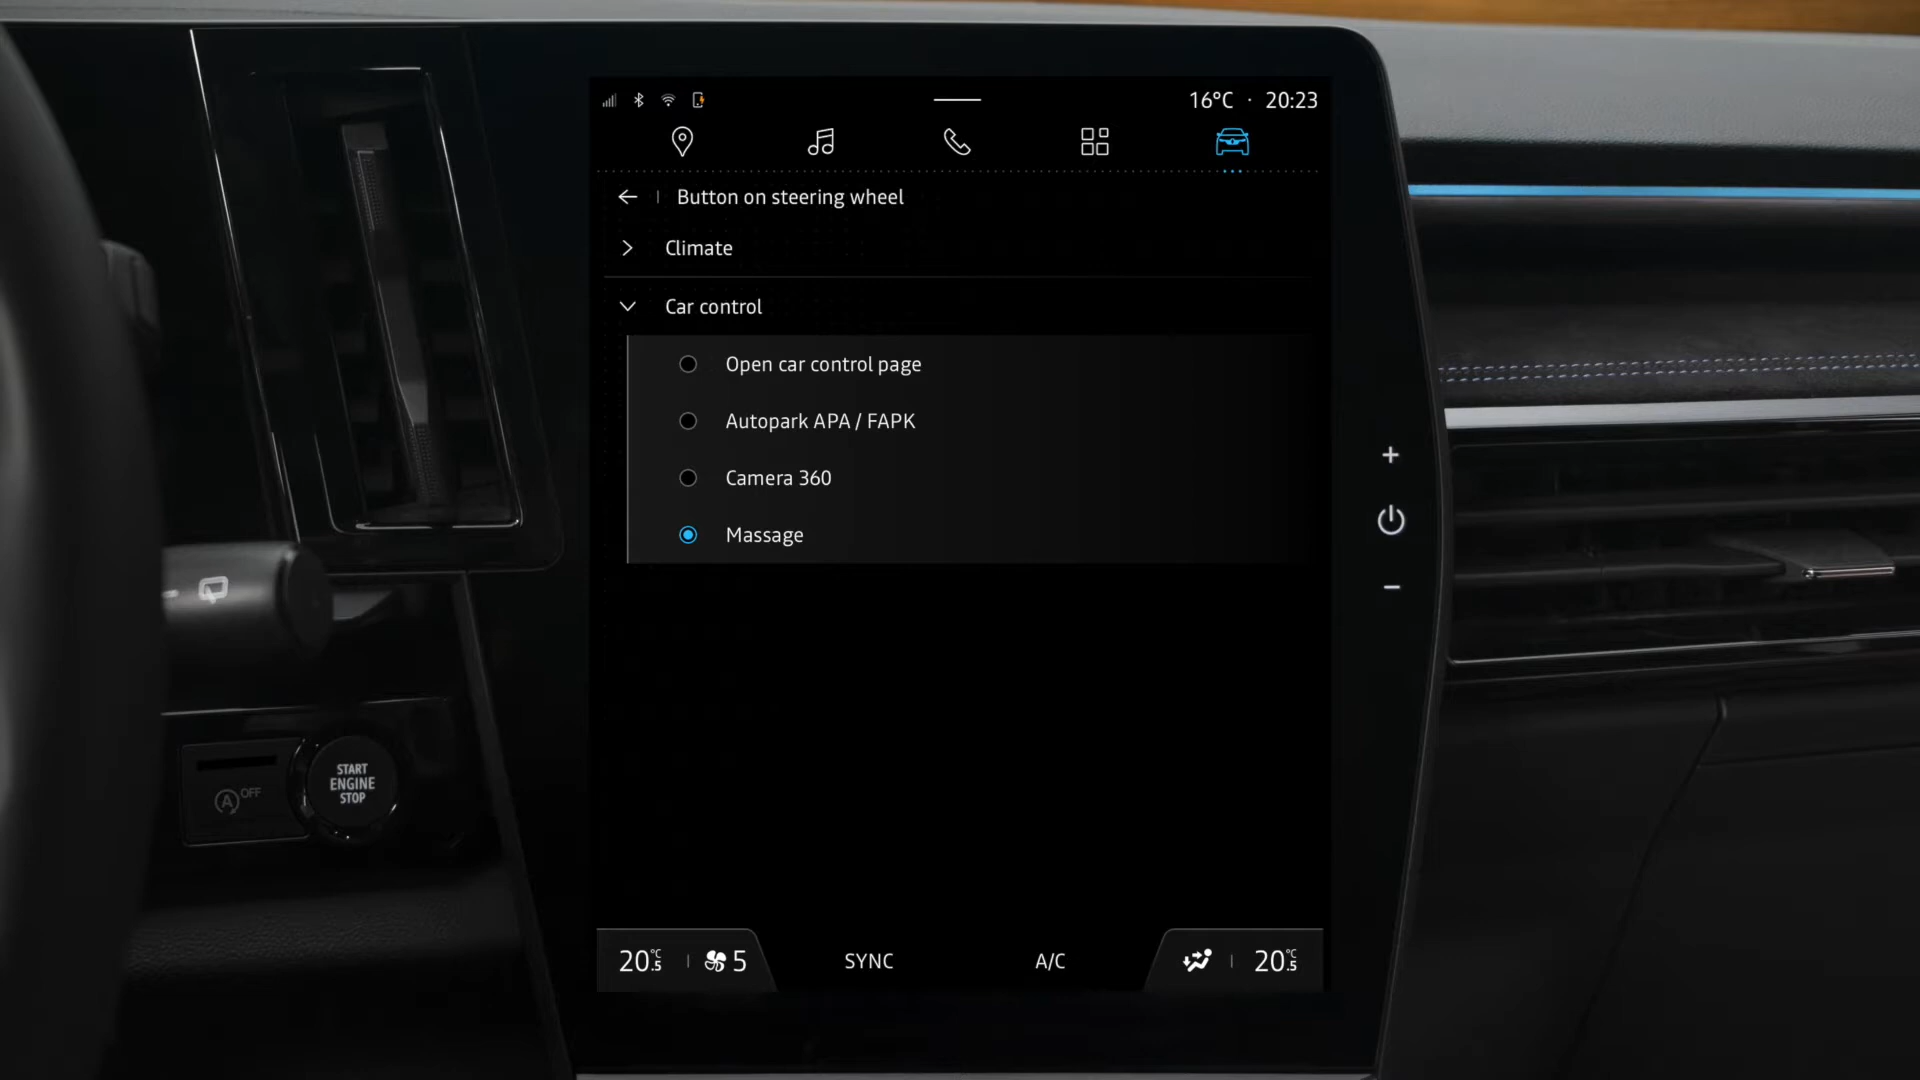 16°C · 20:23
Button on steering wheel
Climate
Car control
Open car control page
Autopark APA / FAPK
Camera 360
Massage
+
−
OFF
A
START
ENGINE
STOP
20.5°C
5
SYNC
A/C
20.5°C